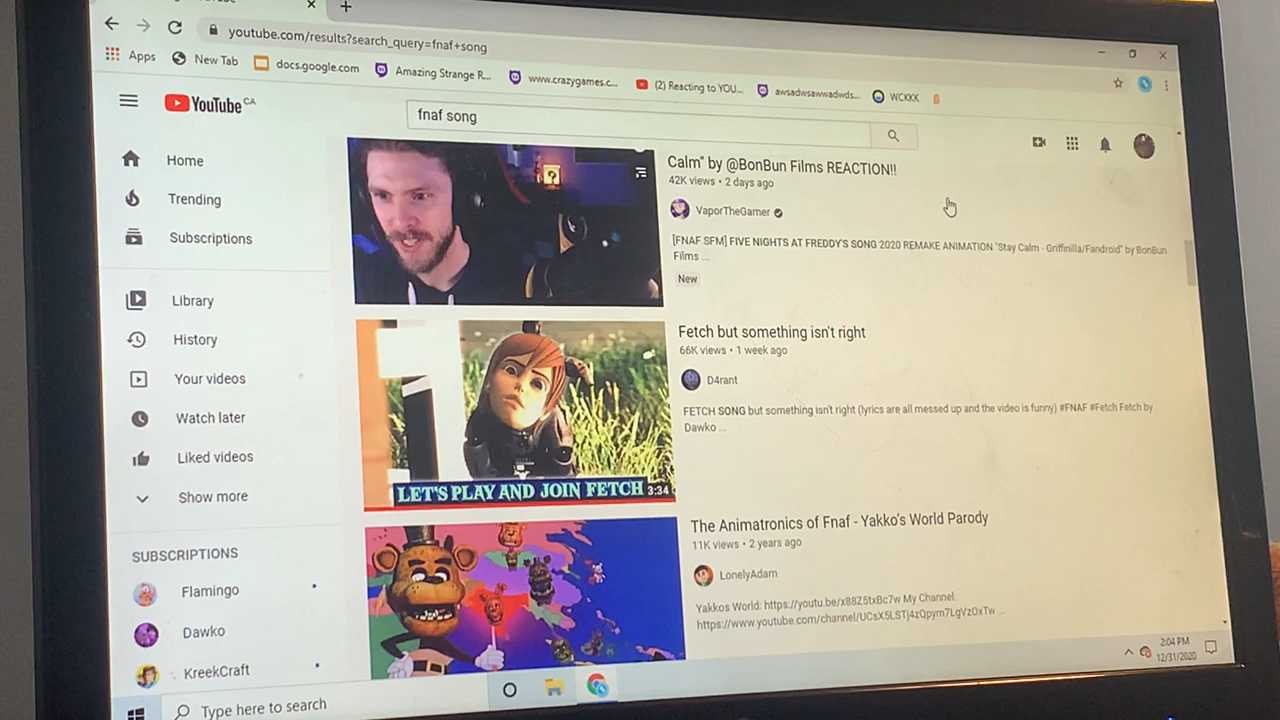 youtube.com/results?search_query=fnaf+song
Apps
New Tab
docs.google.com
Amazing Strange R...
www.crazygames.c...
(2) Reacting to YOU...
awsadwsawwadwds...
WCKKK
YouTube CA
fnaf song
Home
Trending
Subscriptions
Library
History
Your videos
Watch later
Liked videos
Show more
SUBSCRIPTIONS
Flamingo
Dawko
KreekCraft
Calm" by @BonBun Films REACTION!!
42K views • 2 days ago
VaporTheGamer
[FNAF SFM] FIVE NIGHTS AT FREDDY'S SONG 2020 REMAKE ANIMATION "Stay Calm - Griffinilla/Fandroid" by BonBun
Films ...
New
Fetch but something isn't right
66K views • 1 week ago
D4rant
FETCH SONG but something isn't right (lyrics are all messed up and the video is funny) #FNAF #Fetch Fetch by
Dawko ...
LET'S PLAY AND JOIN FETCH
3:34
The Animatronics of Fnaf - Yakko's World Parody
11K views • 2 years ago
LonelyAdam
Yakkos World: https://youtu.be/x88Z5txBc7w My Channel:
https://www.youtube.com/channel/UCsX5LSTj4zQpym7LgVzOxTw ...
2:04 PM
12/31/2020
Type here to search